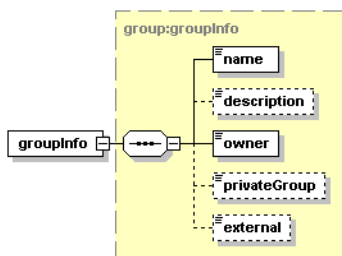 group:groupInfo
name
description
groupInfo
owner
privateGroup
external